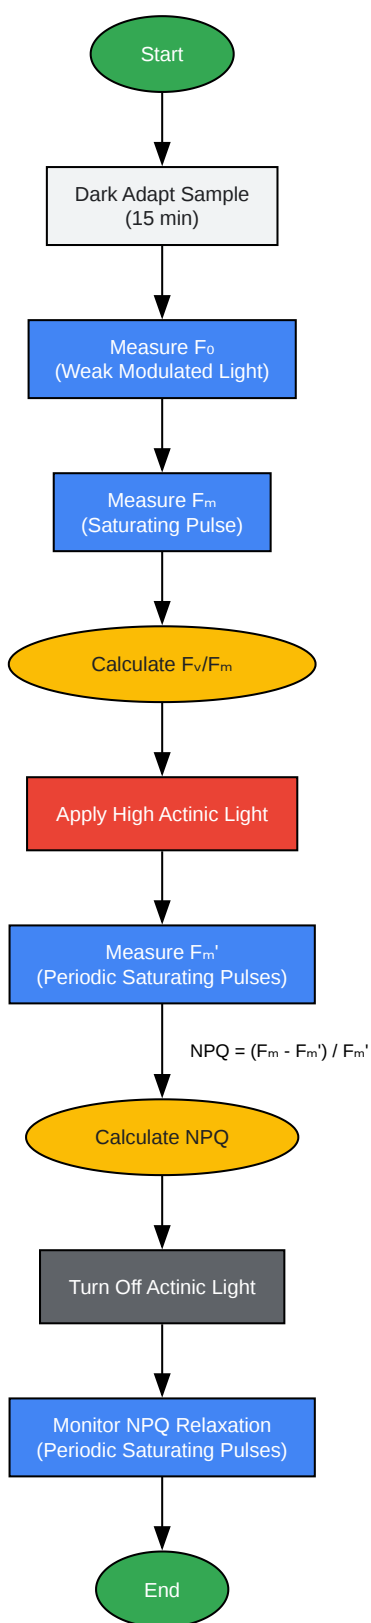 Start
Dark Adapt Sample
(15 min)
Measure F₀
(Weak Modulated Light)
Measure Fₘ
(Saturating Pulse)
Calculate Fᵥ/Fₘ
Apply High Actinic Light
Measure Fₘ'
(Periodic Saturating Pulses)
NPQ = (Fₘ - Fₘ') / Fₘ'
Calculate NPQ
Turn Off Actinic Light
Monitor NPQ Relaxation
(Periodic Saturating Pulses)
End